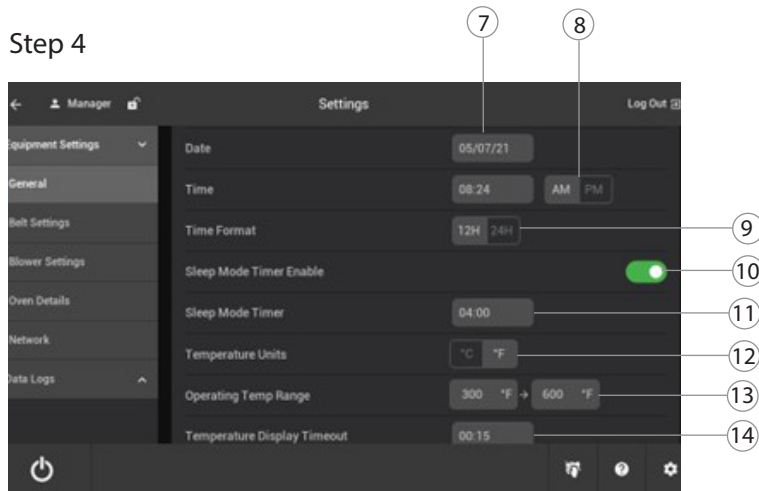 7
8
Step 4
Manager
Settings
Log Out
Equipment Settings
Date
05/07/21
General
Time
08:24
AM
PM
Belt Settings
Time Format
12H
24H
9
Blower Settings
Sleep Mode Timer Enable
10
Oven Details
Sleep Mode Timer
04:00
11
Network
Temperature Units
°C
°F
12
Data Logs
Operating Temp Range
300 °F → 600 °F
13
Temperature Display Timeout
00:15
14
?